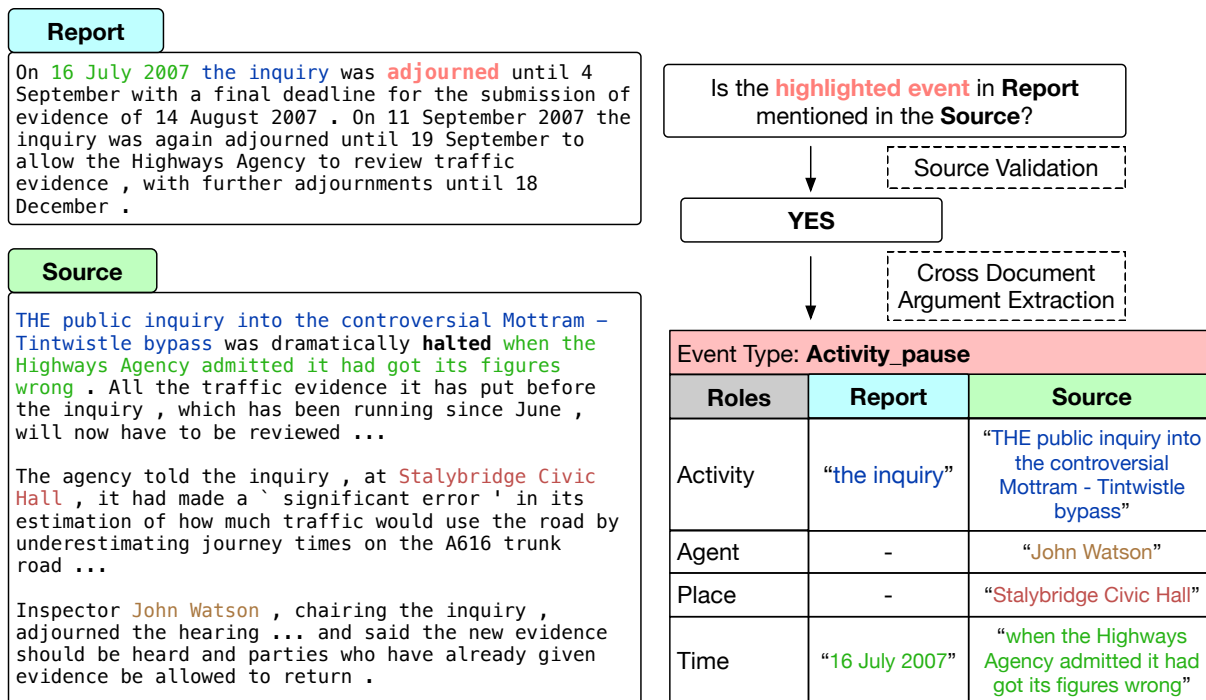 Report
On 16 July 2007 the inquiry was adjourned until 4
September with a final deadline for the submission of
evidence of 14 August 2007 . On 11 September 2007 the
inquiry was again adjourned until 19 September to
allow the Highways Agency to review traffic
evidence , with further adjournments until 18
December .
Source
THE public inquiry into the controversial Mottram –
Tintwistle bypass was dramatically halted when the
Highways Agency admitted it had got its figures
wrong . All the traffic evidence it has put before
the inquiry , which has been running since June ,
will now have to be reviewed ...
The agency told the inquiry , at Stalybridge Civic
Hall , it had made a ` significant error ' in its
estimation of how much traffic would use the road by
underestimating journey times on the A616 trunk
road ...
Inspector John Watson , chairing the inquiry ,
adjourned the hearing ... and said the new evidence
should be heard and parties who have already given
evidence be allowed to return .
Is the highlighted event in Report
mentioned in the Source?
Source Validation
YES
Cross Document
Argument Extraction
Event Type: Activity_pause
Roles Report Source
Activity "the inquiry" "THE public inquiry into
the controversial
Mottram - Tintwistle
bypass"
Agent - "John Watson"
Place - "Stalybridge Civic Hall"
Time "16 July 2007" "when the Highways
Agency admitted it had
got its figures wrong"